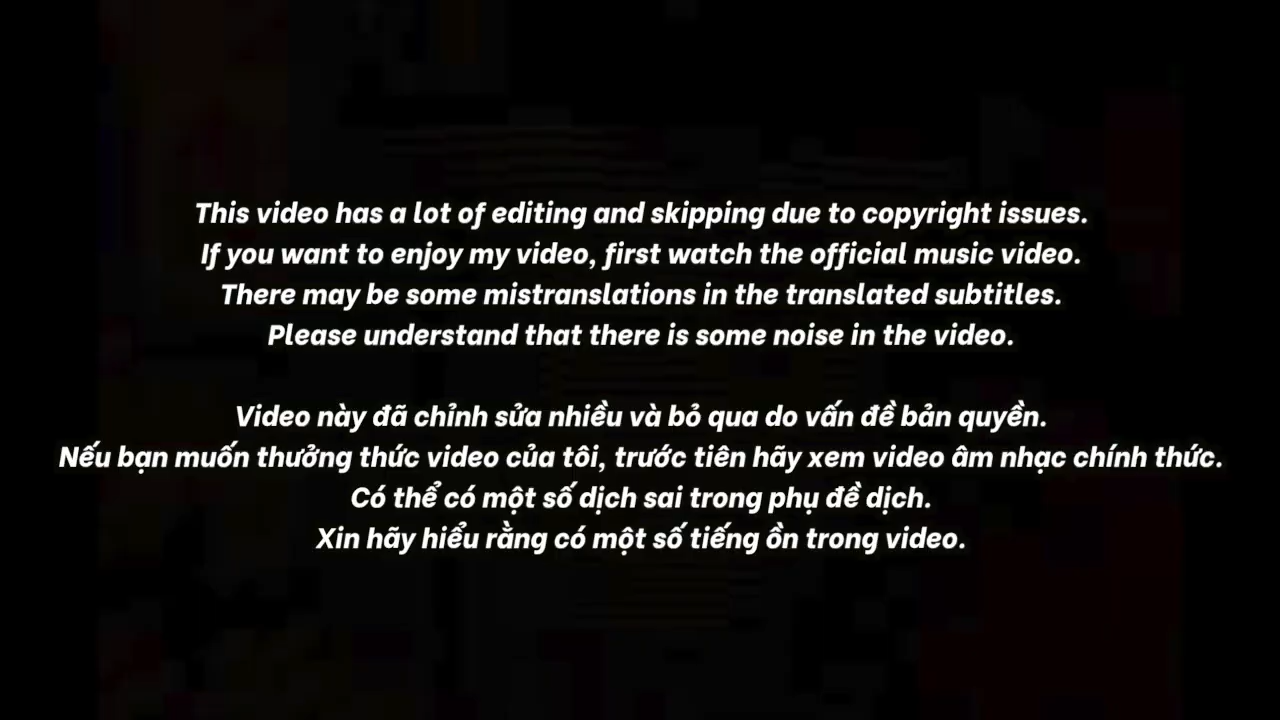 This video has a lot of editing and skipping due to copyright issues.
If you want to enjoy my video, first watch the official music video.
There may be some mistranslations in the translated subtitles.
Please understand that there is some noise in the video.
Video này đã chỉnh sửa nhiều và bỏ qua do vấn đề bản quyền.
Nếu bạn muốn thưởng thức video của tôi, trước tiên hãy xem video âm nhạc chính thức.
Có thể có một số dịch sai trong phụ đề dịch.
Xin hãy hiểu rằng có một số tiếng ồn trong video.